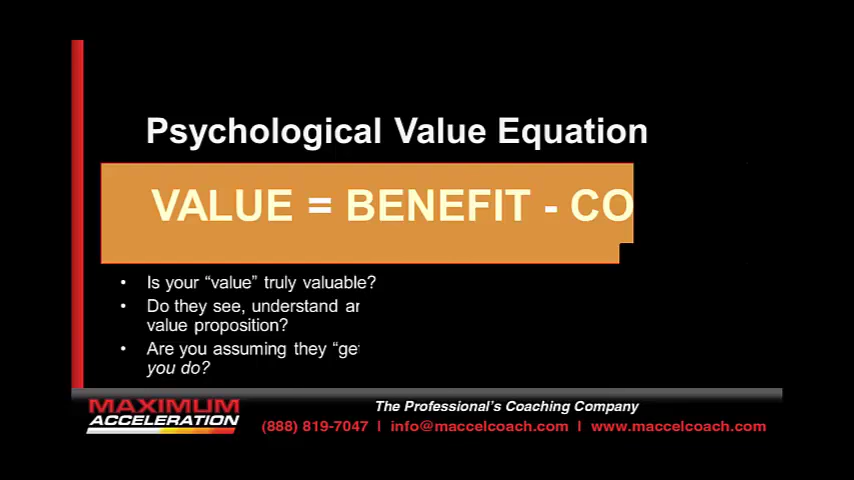 Psychological Value Equation
VALUE = BENEFIT - CO
• Is your “value” truly valuable?
• Do they see, understand
value proposition?
• Are you assuming they “get
you do?
MAXIMUM
ACCELERATION
The Professional's Coaching Company
(888) 819-7047 | info@maccelcoach.com | www.maccelcoach.com